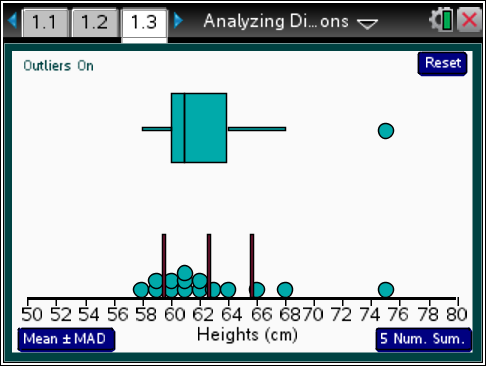 1.1 1.2 1.3 Analyzing Di...ons
Outliers On Reset
50 52 54 56 58 60 62 64 66 68 70 72 74 76 78 80
Mean ± MAD Heights (cm) 5 Num. Sum.